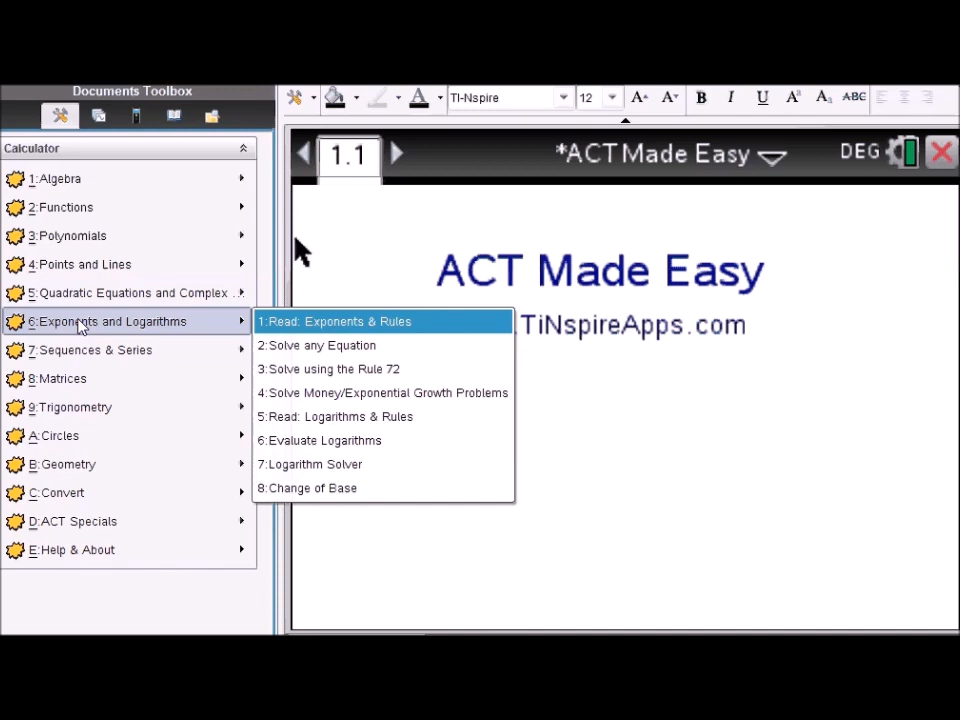 Documents Toolbox
TI-Nspire
12
B I U A A ABC
Calculator
1.1
*ACT Made Easy
DEG
1:Algebra
2:Functions
3:Polynomials
4:Points and Lines
5:Quadratic Equations and Complex ...
6:Exponents and Logarithms
7:Sequences & Series
8:Matrices
9:Trigonometry
A:Circles
B:Geometry
C:Convert
D:ACT Specials
E:Help & About
1:Read: Exponents & Rules
2:Solve any Equation
3:Solve using the Rule 72
4:Solve Money/Exponential Growth Problems
5:Read: Logarithms & Rules
6:Evaluate Logarithms
7:Logarithm Solver
8:Change of Base
ACT Made Easy
.TiNspireApps.com